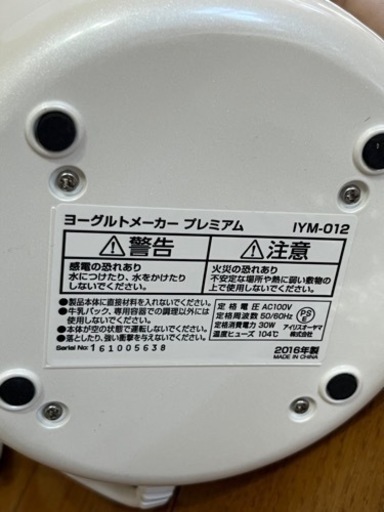 ヨーグルトメーカー プレミアム IYM-012
⚠警告
感電の恐れあり
水につけたり、水をかけたり
しないでください
⚠注意
火災の恐れあり
不安定な場所や熱に弱い敷物の
上で使用しないでください
●製品本体に直接材料を入れないでください。
●牛乳パック、専用容器での調理以外には
使用しないでください。
●本体が空の状態で運転しないでください。
●落としたり、強い衝撃を与えないでください。
Serial No: 161005638
定格電圧 AC100V
定格周波数 50/60Hz
定格消費電力 30W
温度ヒューズ 104℃
PS
E
アイリスオーヤマ
株式会社
2016年製
MADE IN CHINA